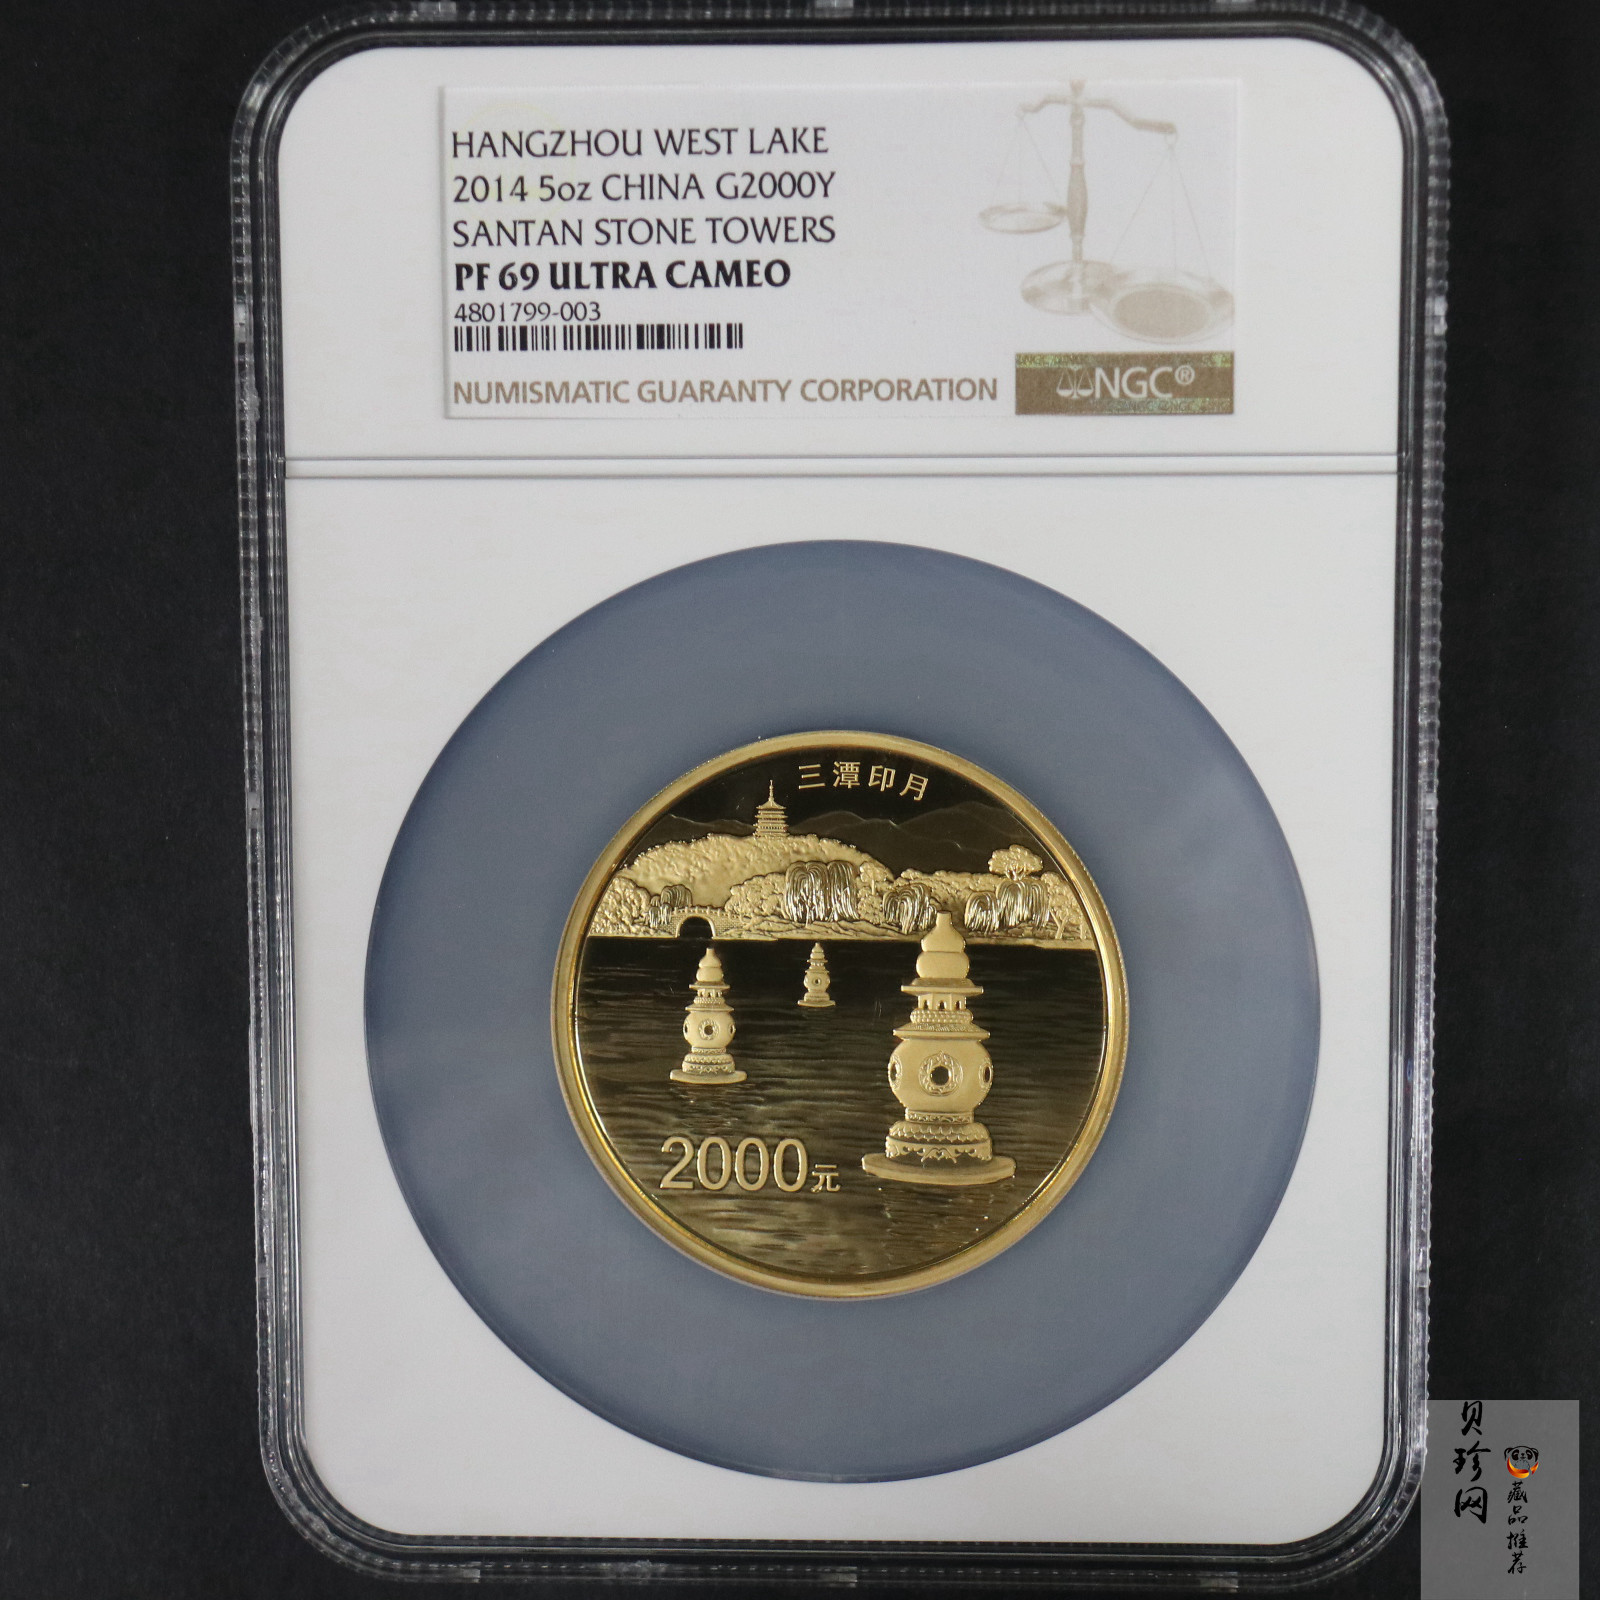 HANGZHOU WEST LAKE
2014 5oz CHINA G2000Y
SANTAN STONE TOWERS
PF 69 ULTRA CAMEO
4801799-003
NUMISMATIC GUARANTY CORPORATION
NGC®
三潭印月
2000元
贝珍网
藏品推荐